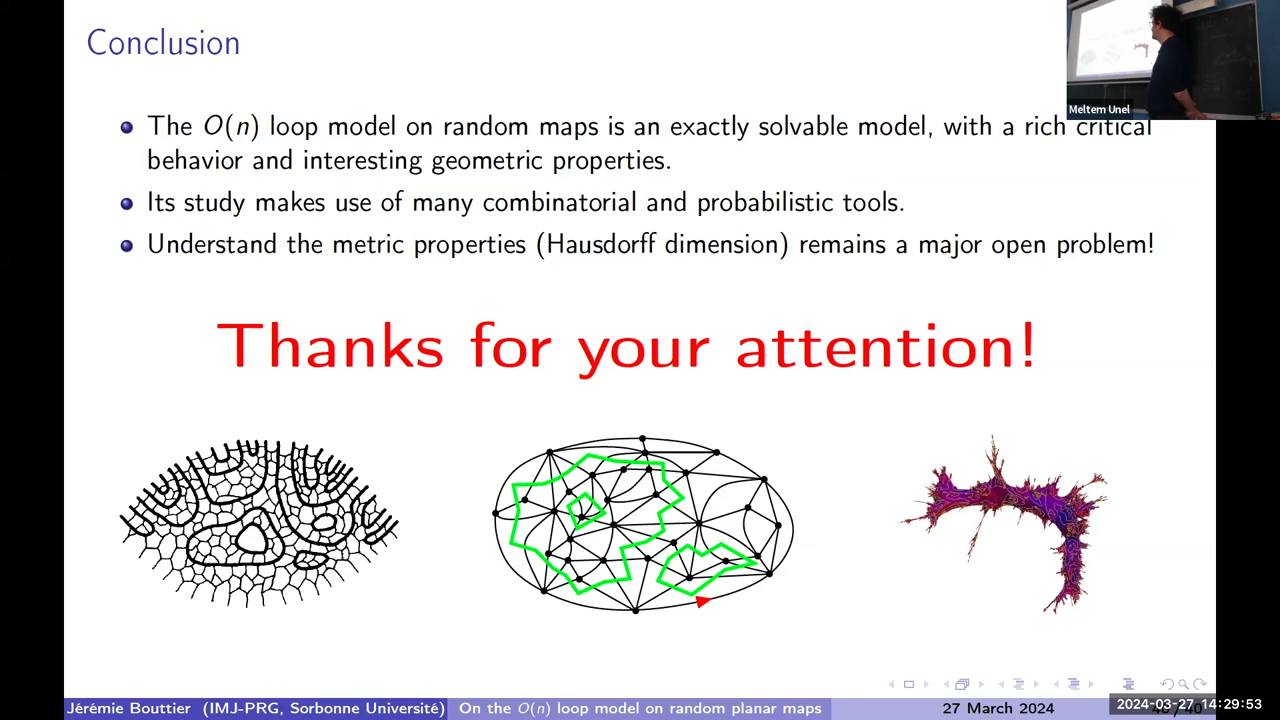 Conclusion
Meltem Unel
The O(n) loop model on random maps is an exactly solvable model, with a rich critical
behavior and interesting geometric properties.
Its study makes use of many combinatorial and probabilistic tools.
Understand the metric properties (Hausdorff dimension) remains a major open problem!
Thanks for your attention!
Jérémie Bouttier (IMJ-PRG, Sorbonne Université)
On the O(n) loop model on random planar maps
27 March 2024
2024-03-27 14:29:53